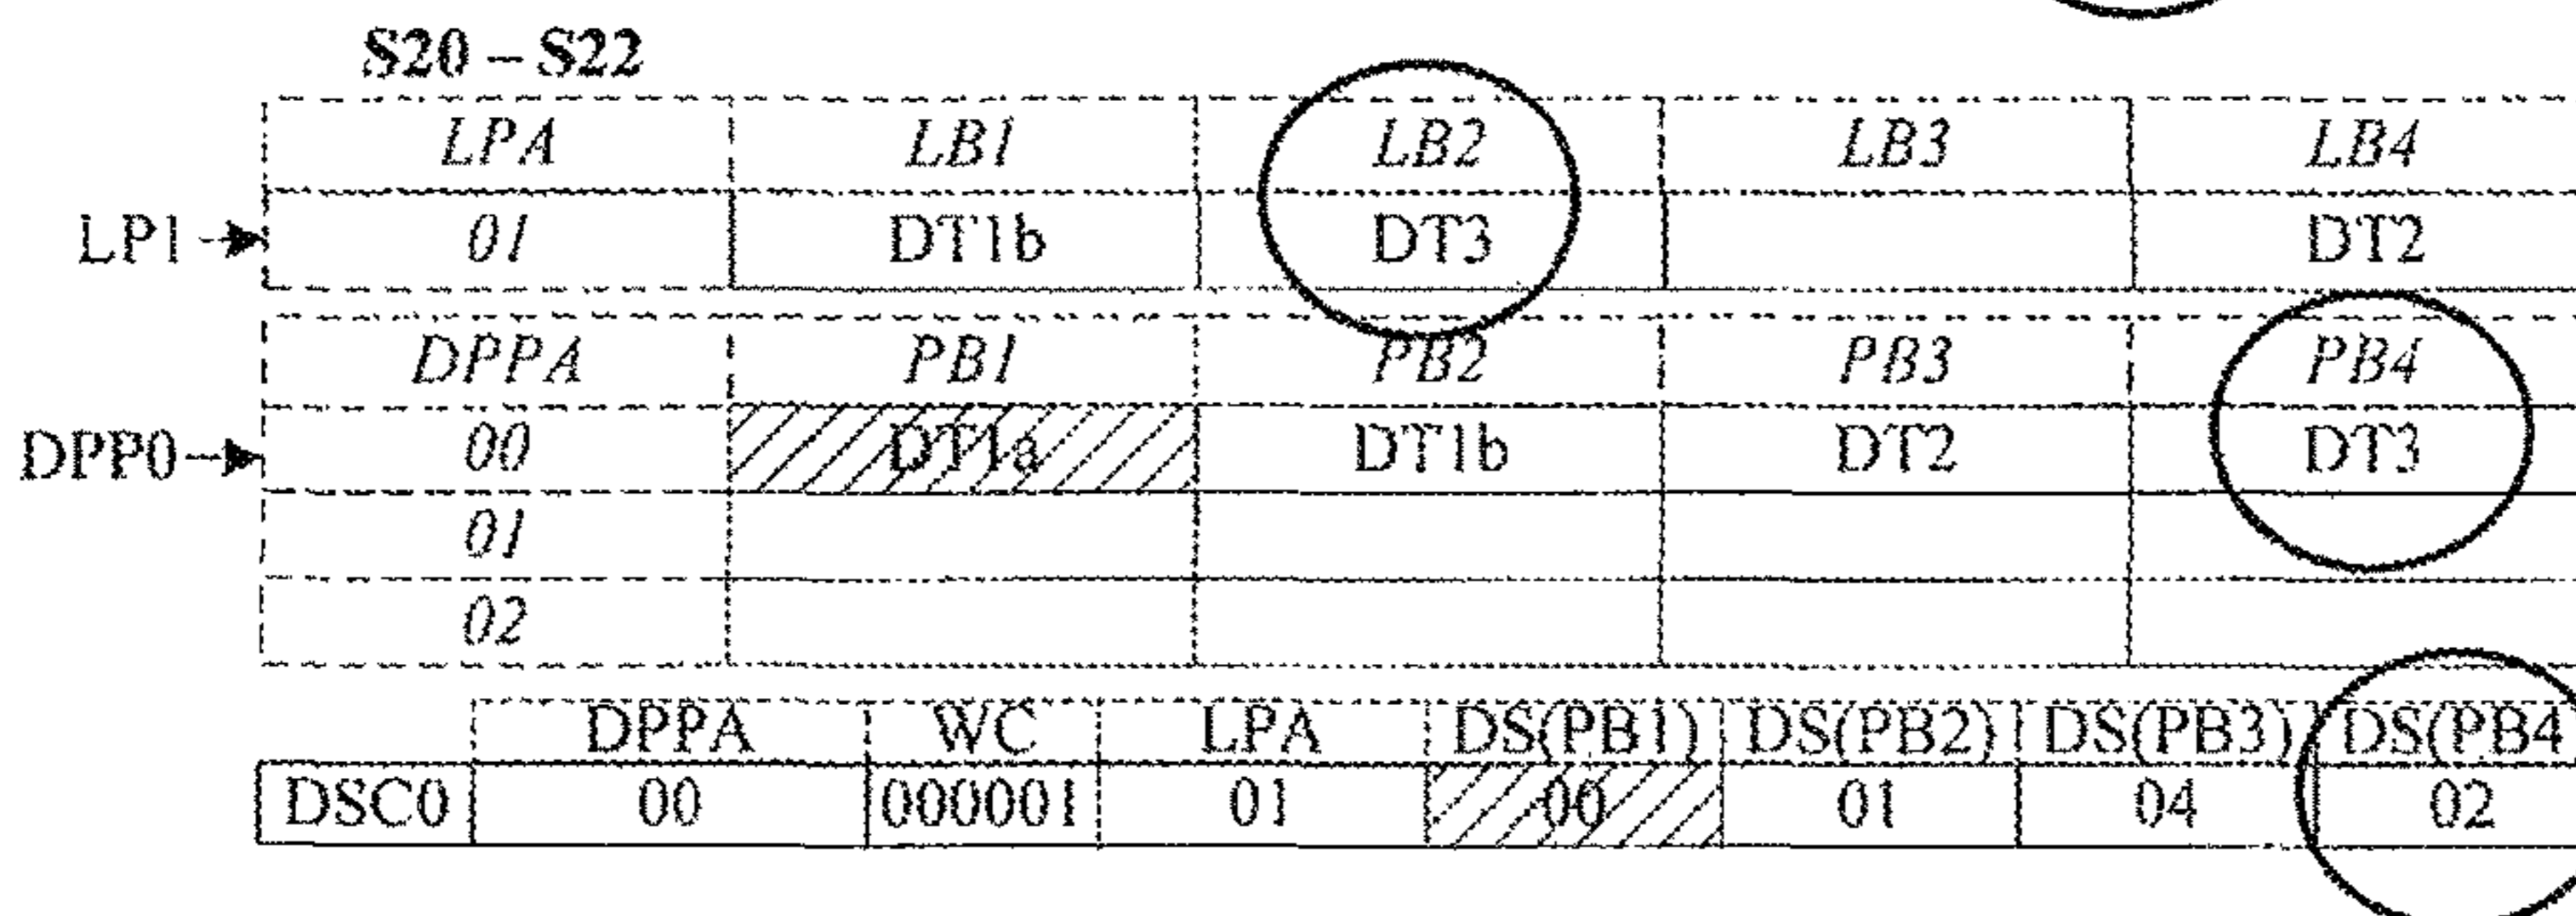 S20 – S22
LPA LB1 LB2 LB3 LB4
LP1 01 DT1b DT3 DT2
DPPA PB1 PB2 PB3 PB4
DPP0 00 DT1a DT1b DT2 DT3
01
02
DPPA WC LPA DS(PB1) DS(PB2) DS(PB3) DS(PB4
DSC0 00 000001 01 00 01 04 02